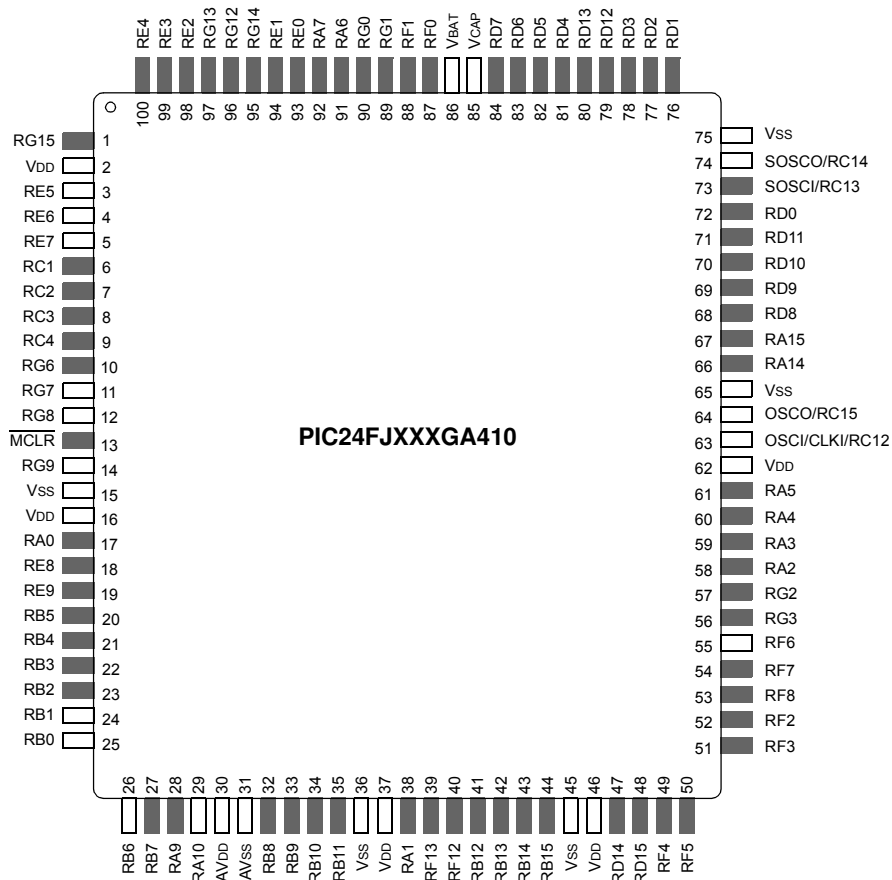 RE4 RE3 RE2 RG13 RG12 RG14 RE1 RE0 RA7 RA6 RG0 RG1 RF1 RF0 VBAT VCAP RD7 RD6 RD5 RD4 RD13 RD12 RD3 RD2 RD1
100 99 98 97 96 95 94 93 92 91 90 89 88 87 86 85 84 83 82 81 80 79 78 77 76
RG15 1
VDD 2
RE5 3
RE6 4
RE7 5
RC1 6
RC2 7
RC3 8
RC4 9
RG6 10
RG7 11
RG8 12
MCLR 13
RG9 14
VSS 15
VDD 16
RA0 17
RE8 18
RE9 19
RB5 20
RB4 21
RB3 22
RB2 23
RB1 24
RB0 25
PIC24FJXXXGA410
75 VSS
74 SOSCO/RC14
73 SOSCI/RC13
72 RD0
71 RD11
70 RD10
69 RD9
68 RD8
67 RA15
66 RA14
65 VSS
64 OSCO/RC15
63 OSCI/CLKI/RC12
62 VDD
61 RA5
60 RA4
59 RA3
58 RA2
57 RG2
56 RG3
55 RF6
54 RF7
53 RF8
52 RF2
51 RF3
26 27 28 29 30 31 32 33 34 35 36 37 38 39 40 41 42 43 44 45 46 47 48 49 50
RB6 RB7 RA9 RA10 AVDD AVSS RB8 RB9 RB10 RB11 VSS VDD RA1 RF13 RF12 RB12 RB13 RB14 RB15 VSS VDD RD14 RD15 RF4 RF5